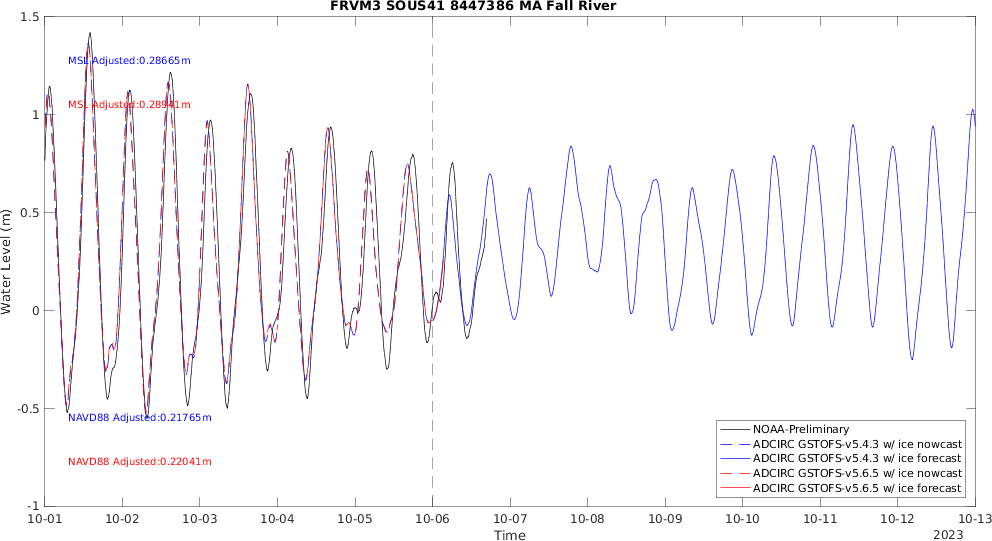 FRVM3 SOUS41 8447386 MA Fall River
Water Level (m)
1.5
1
0.5
0
-0.5
-1
MSL Adjusted:0.28665m
MSL Adjusted:0.28941m
NAVD88 Adjusted:0.21765m
NAVD88 Adjusted:0.22041m
NOAA-Preliminary
ADCIRC GSTOFS-v5.4.3 w/ ice nowcast
ADCIRC GSTOFS-v5.4.3 w/ ice forecast
ADCIRC GSTOFS-v5.6.5 w/ ice nowcast
ADCIRC GSTOFS-v5.6.5 w/ ice forecast
10-01 10-02 10-03 10-04 10-05 10-06 10-07 10-08 10-09 10-10 10-11 10-12 10-13
Time
2023